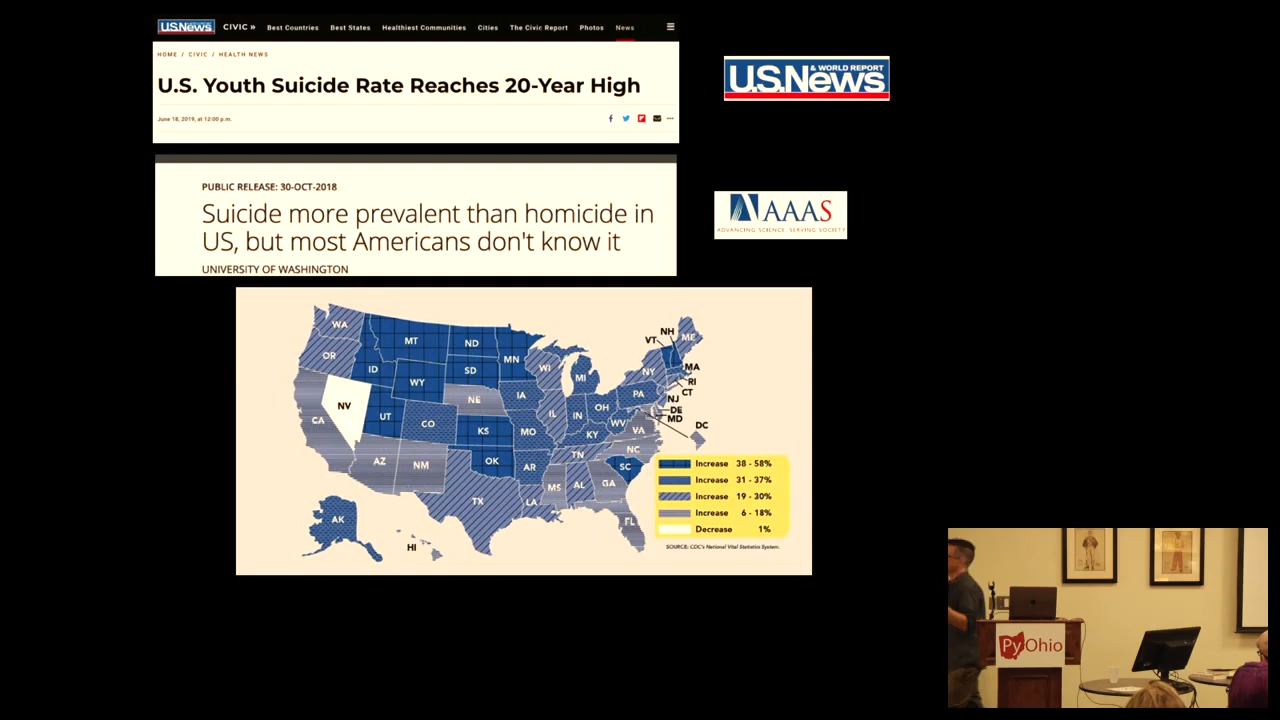 U.S.News CIVIC » Best Countries Best States Healthiest Communities Cities The Civic Report Photos News
HOME / CIVIC / HEALTH NEWS
U.S. Youth Suicide Rate Reaches 20-Year High
June 18, 2019, at 12:00 p.m.
U.S.News & WORLD REPORT
PUBLIC RELEASE: 30-OCT-2018
Suicide more prevalent than homicide in
US, but most Americans don't know it
UNIVERSITY OF WASHINGTON
AAAS
ADVANCING SCIENCE. SERVING SOCIETY
WA
OR
CA
NV
ID
MT
WY
UT
AZ
CO
NM
ND
SD
NE
KS
OK
TX
MN
IA
MO
AR
LA
WI
IL
MI
IN
OH
KY
TN
MS
AL
GA
FL
SC
NC
VA
WV
PA
NY
VT
NH
ME
MA
RI
CT
NJ
DE
MD
DC
AK
HI
Increase 38 - 58%
Increase 31 - 37%
Increase 19 - 30%
Increase 6 - 18%
Decrease 1%
SOURCE: CDC's National Vital Statistics System.
PyOhio